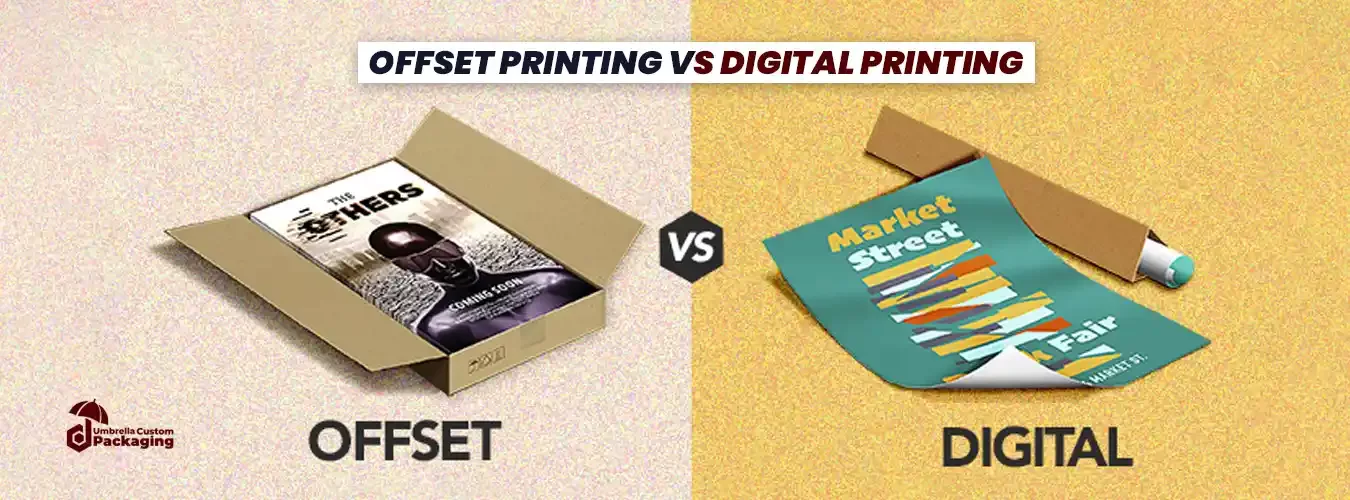 OFFSET PRINTING VS DIGITAL PRINTING
THE
OTHERS
COMING SOON
VS
Market
Street
Fair
MARKET ST.
Umbrella Custom
Packaging
OFFSET
DIGITAL